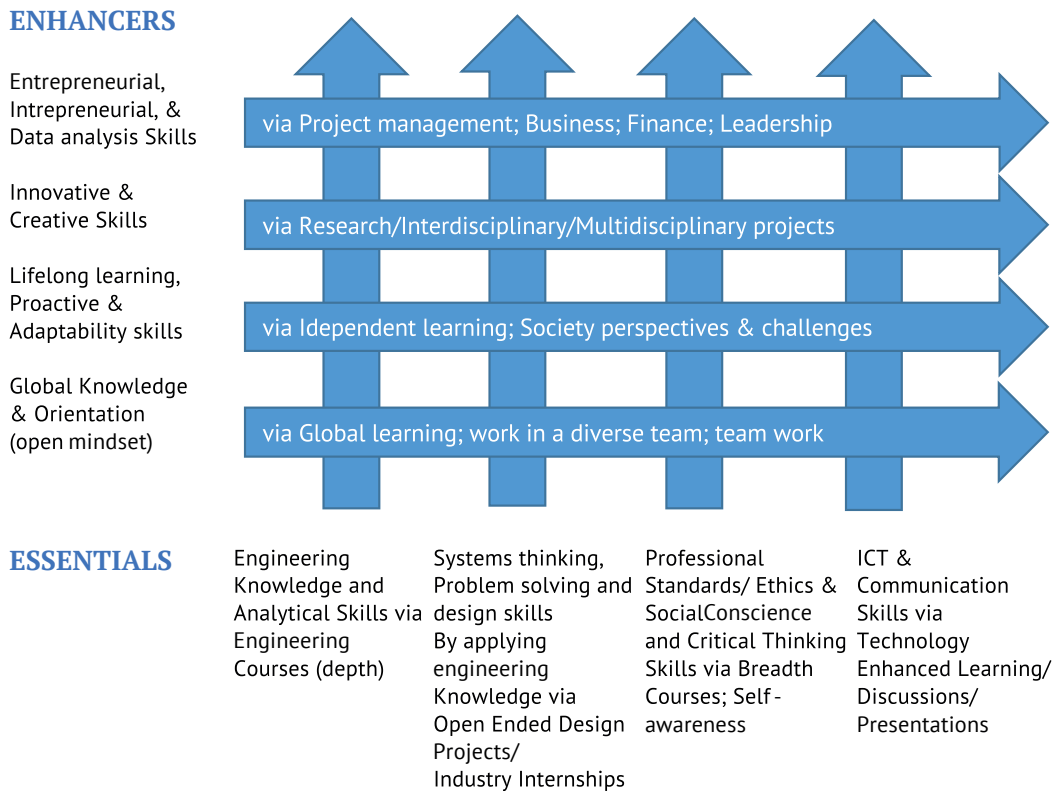 ENHANCERS
Entrepreneurial,
Intrepreneurial, &
Data analysis Skills
via Project management; Business; Finance; Leadership
Innovative &
Creative Skills
via Research/Interdisciplinary/Multidisciplinary projects
Lifelong learning,
Proactive &
Adaptability skills
via Idependent learning; Society perspectives & challenges
Global Knowledge
& Orientation
(open mindset)
via Global learning; work in a diverse team; team work
ESSENTIALS
Engineering
Knowledge and
Analytical Skills via
Engineering
Courses (depth)
Systems thinking,
Problem solving and
design skills
By applying
engineering
Knowledge via
Open Ended Design
Projects/
Industry Internships
Professional
Standards/ Ethics &
SocialConscience
and Critical Thinking
Skills via Breadth
Courses; Self-
awareness
ICT &
Communication
Skills via
Technology
Enhanced Learning/
Discussions/
Presentations